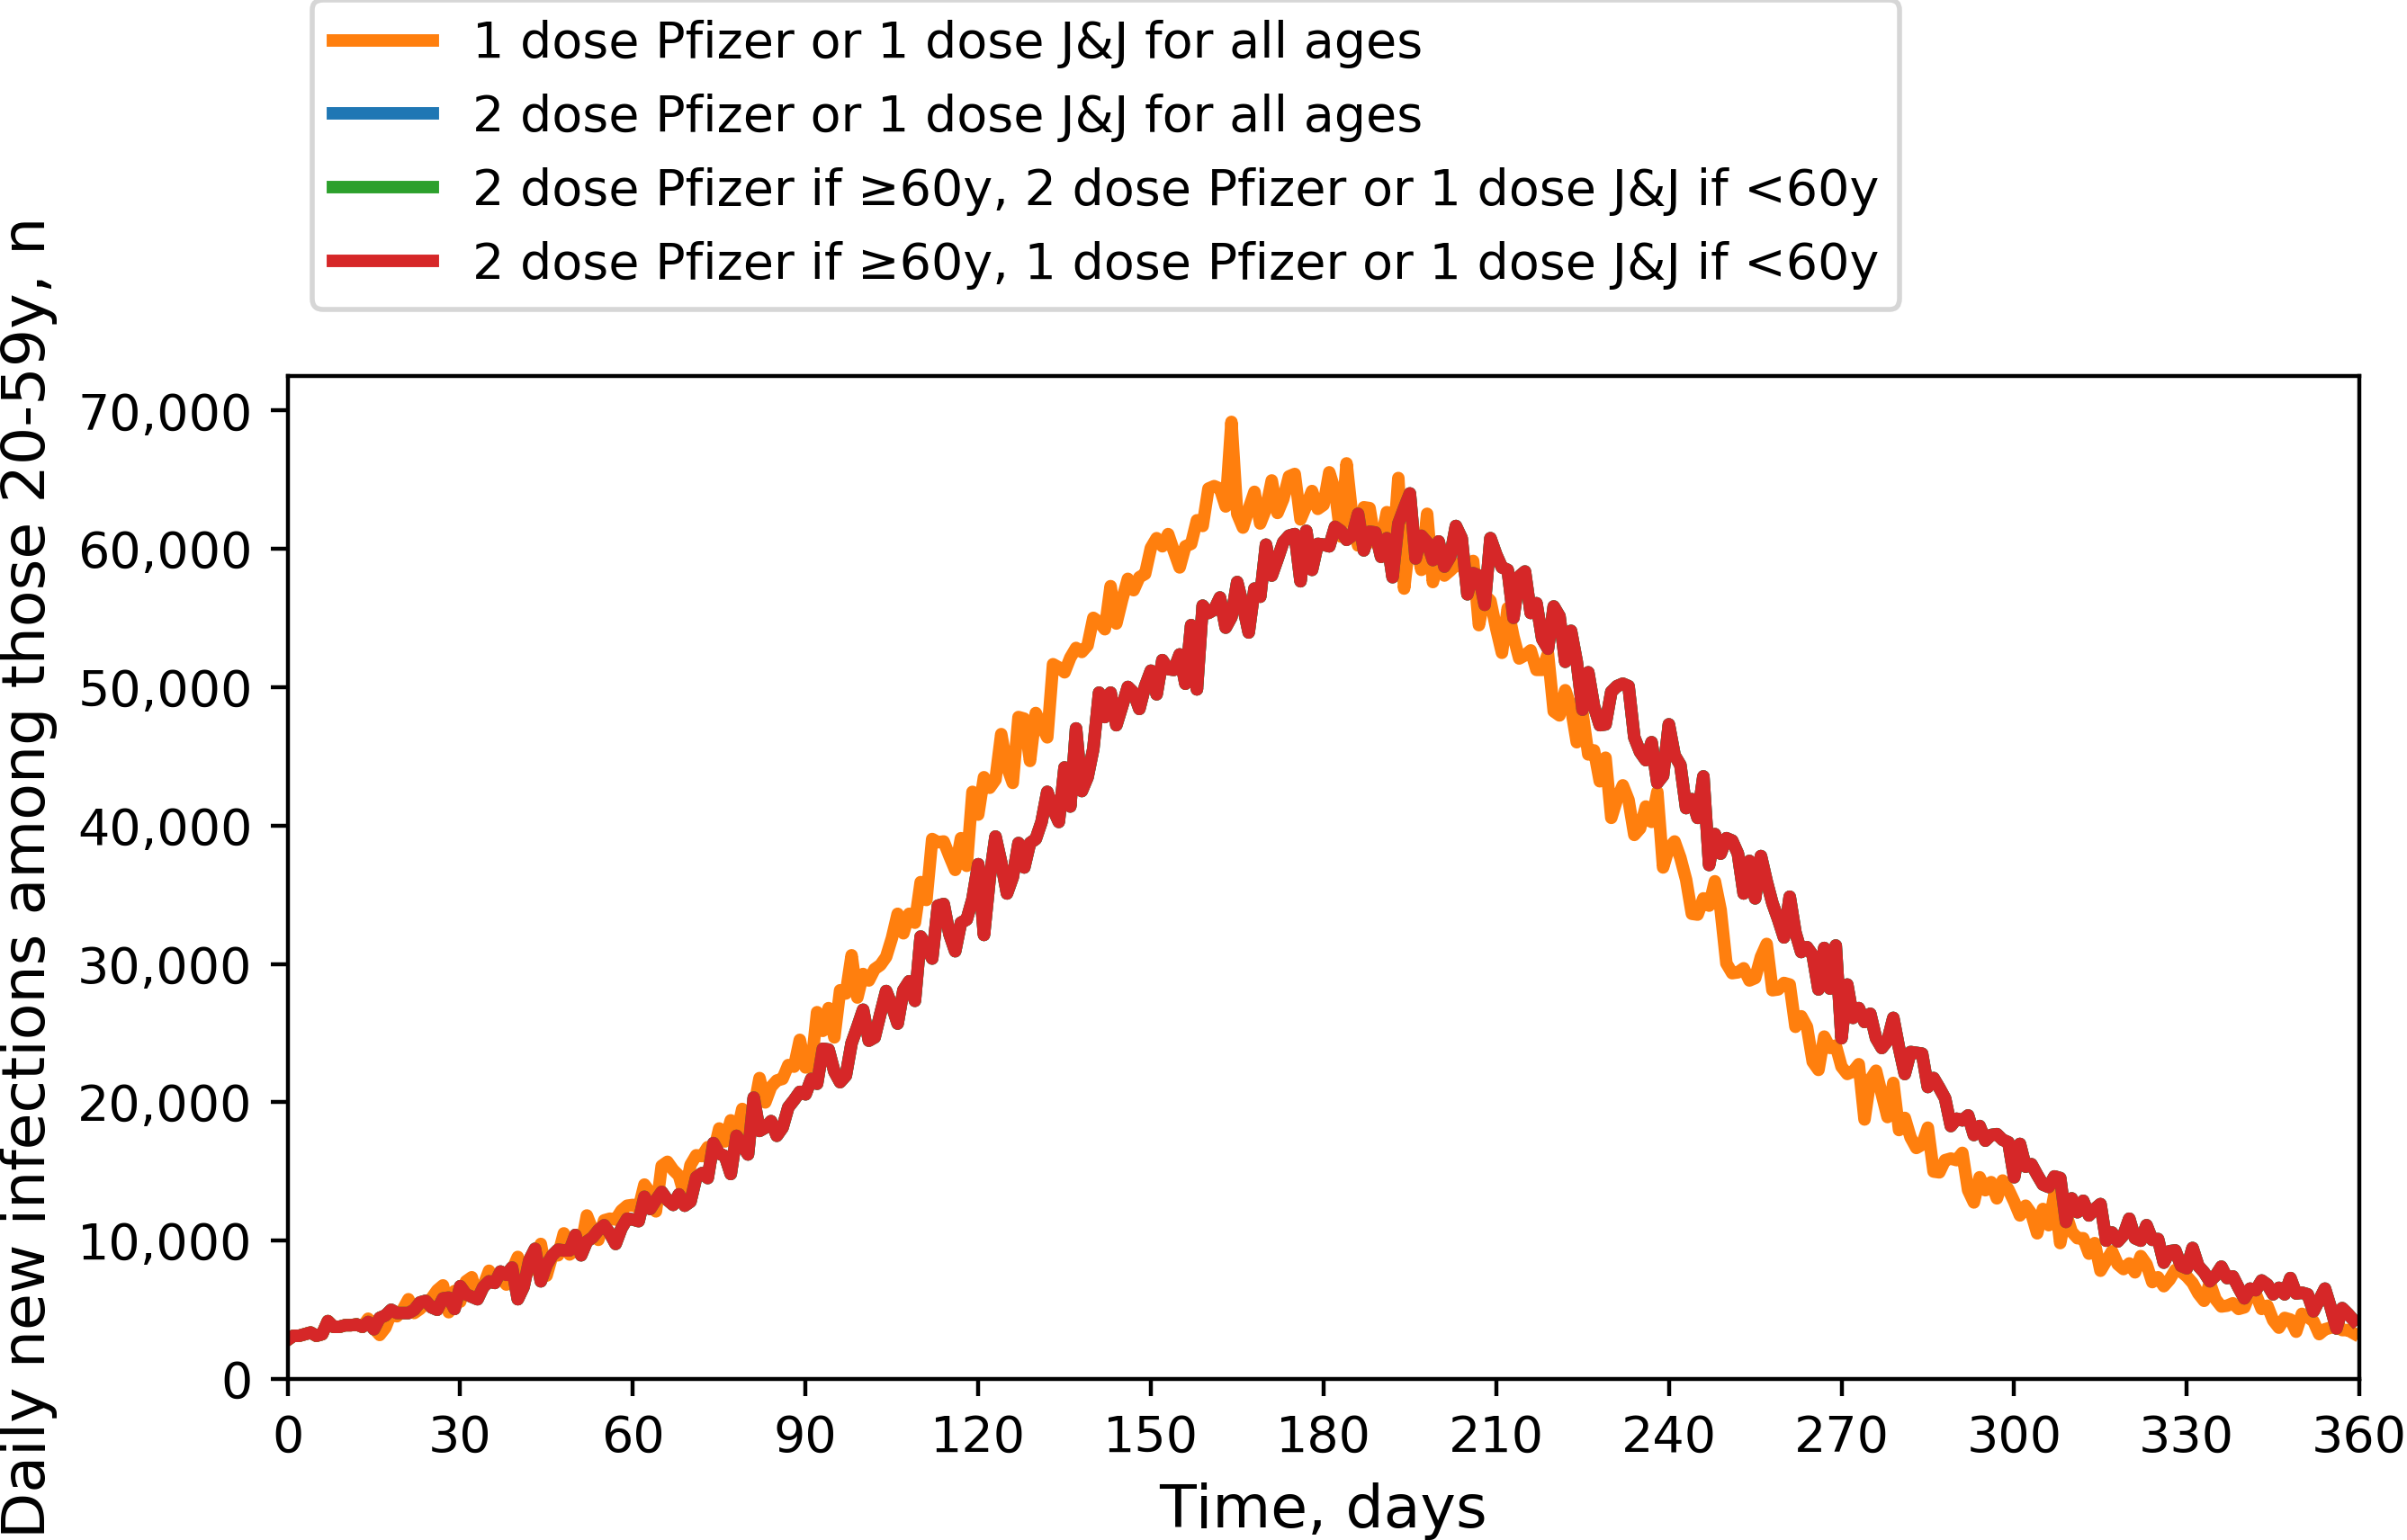 1 dose Pfizer or 1 dose J&J for all ages
2 dose Pfizer or 1 dose J&J for all ages
2 dose Pfizer if ≥60y, 2 dose Pfizer or 1 dose J&J if <60y
2 dose Pfizer if ≥60y, 1 dose Pfizer or 1 dose J&J if <60y
Daily new infections among those 20-59y, n
70,000
60,000
50,000
40,000
30,000
20,000
10,000
0
0 30 60 90 120 150 180 210 240 270 300 330 360
Time, days